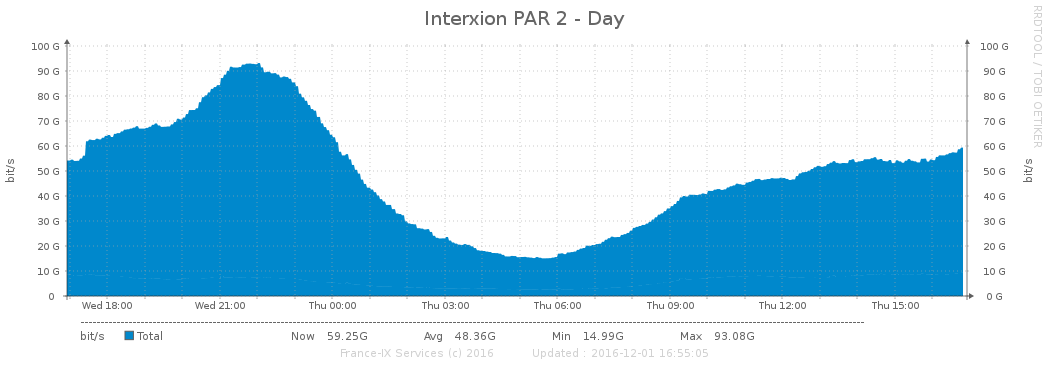 Interxion PAR 2 - Day
RRDTOOL / TOBI OETIKER
bit/s
100 G
90 G
80 G
70 G
60 G
50 G
40 G
30 G
20 G
10 G
0
100 G
90 G
80 G
70 G
60 G
50 G
40 G
30 G
20 G
10 G
0 G
bit/s
Wed 18:00 Wed 21:00 Thu 00:00 Thu 03:00 Thu 06:00 Thu 09:00 Thu 12:00 Thu 15:00
bit/s Total Now 59.25G Avg 48.36G Min 14.99G Max 93.08G
France-IX Services (c) 2016 Updated : 2016-12-01 16:55:05